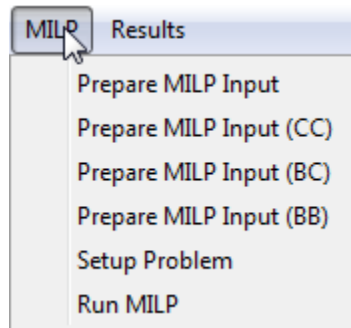 MILP Results
Prepare MILP Input
Prepare MILP Input (CC)
Prepare MILP Input (BC)
Prepare MILP Input (BB)
Setup Problem
Run MILP